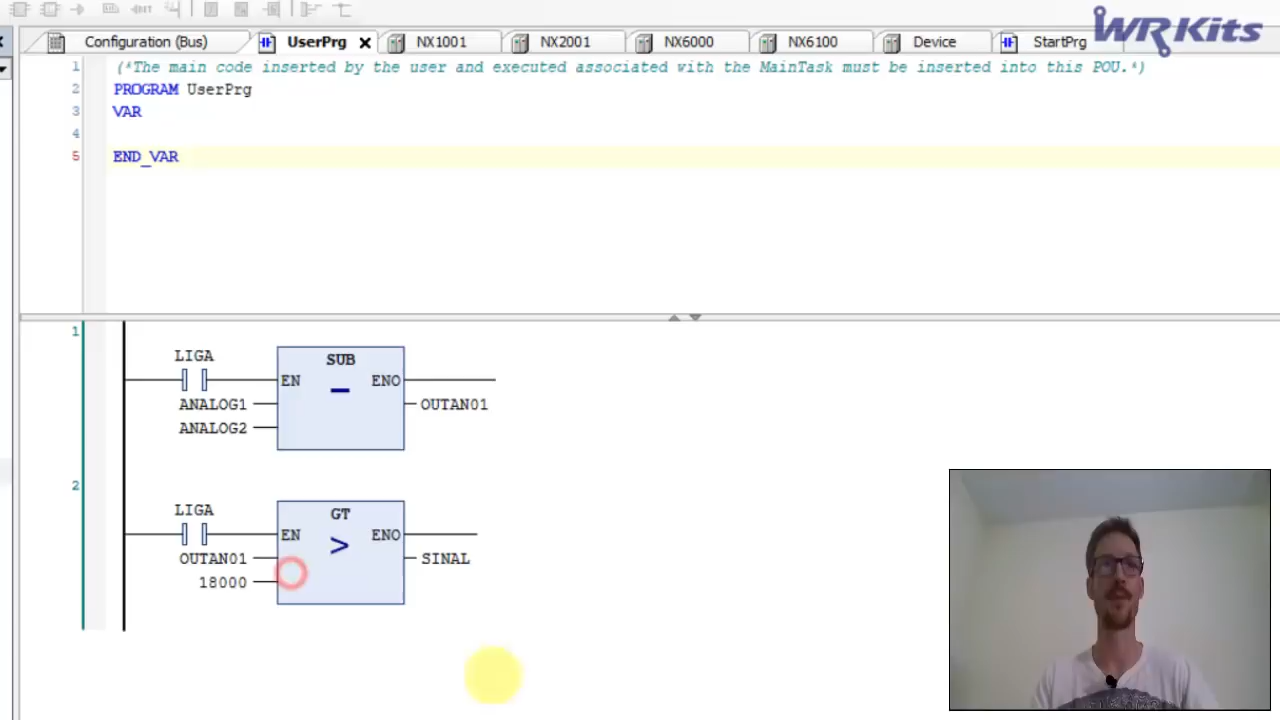 WR Kits
Configuration (Bus) UserPrg NX1001 NX2001 NX6000 NX6100 Device StartPrg
1 (*The main code inserted by the user and executed associated with the MainTask must be inserted into this POU.*)
2 PROGRAM UserPrg
3 VAR
4
5 END_VAR
1
LIGA SUB
EN - ENO
ANALOG1 OUTAN01
ANALOG2
2
LIGA GT
EN > ENO
OUTAN01 SINAL
18000